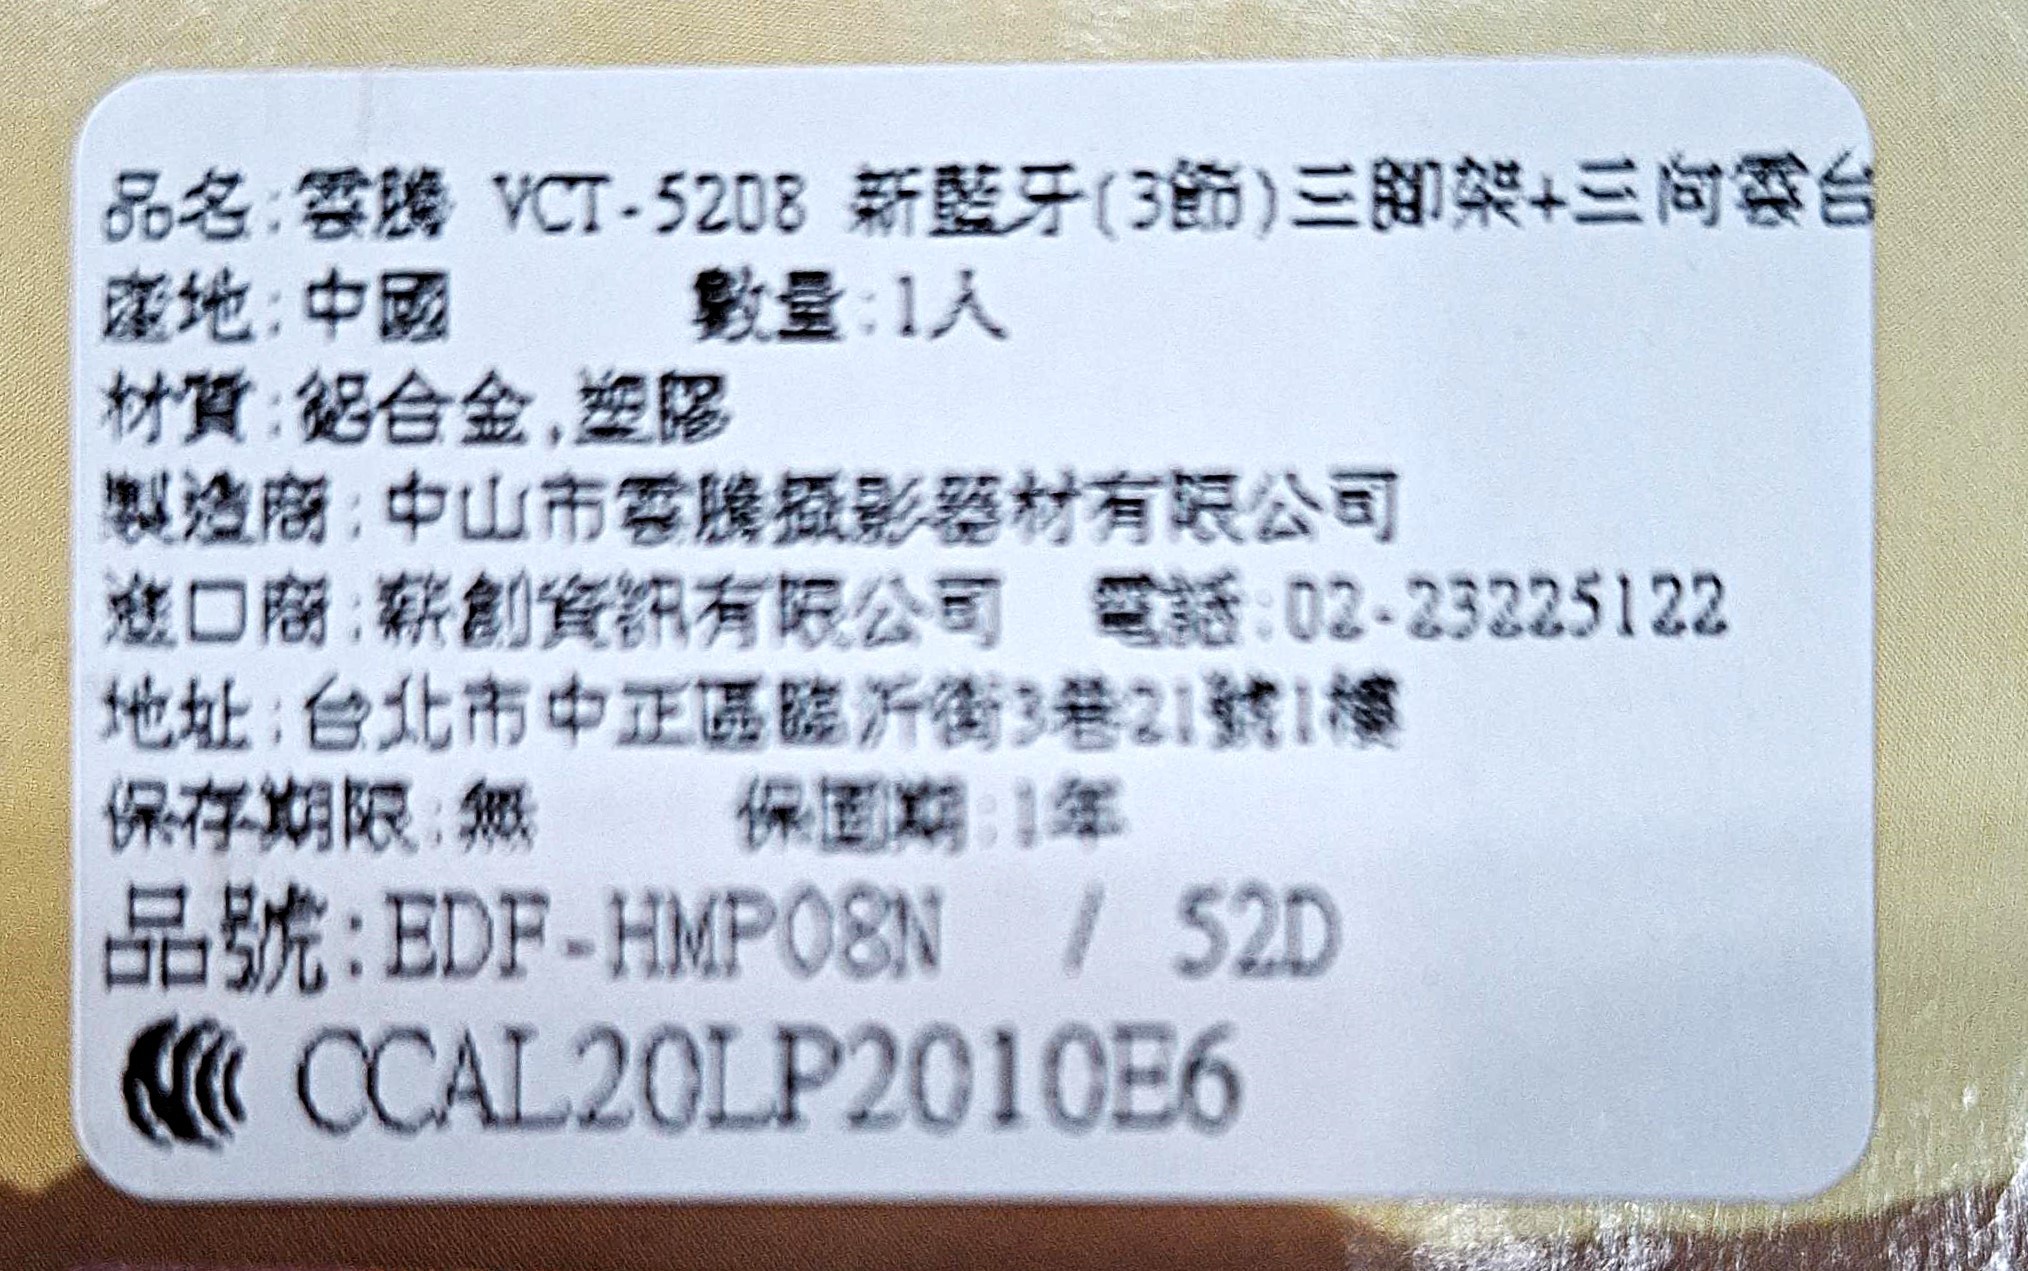 品名:雲騰 VCT-5208 新藍牙(3節)三腳架+三向雲台
產地:中國 數量:1入
材質:鋁合金,塑膠
製造商:中山市雲騰攝影器材有限公司
進口商:薪創資訊有限公司 電話:02-23225122
地址:台北市中正區臨沂街3巷21號1樓
保存期限:無 保固期:1年
品號:EDF-HMP08N / 52D
CCAL20LP2010E6